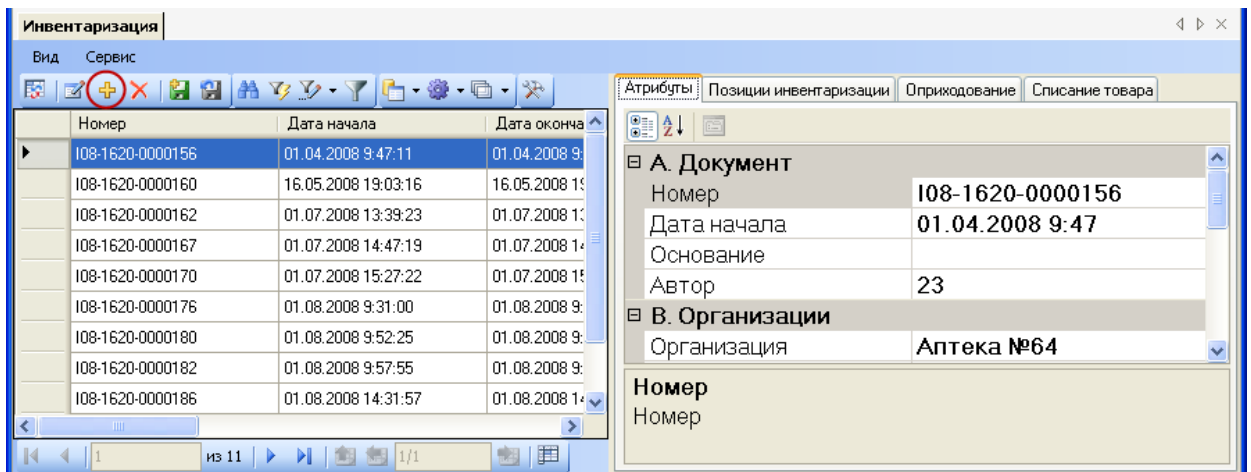 Инвентаризация
Вид Сервис
Номер Дата начала Дата оконча
I08-1620-0000156 01.04.2008 9:47:11 01.04.2008 9:
I08-1620-0000160 16.05.2008 19:03:16 16.05.2008 19
I08-1620-0000162 01.07.2008 13:39:23 01.07.2008 13
I08-1620-0000167 01.07.2008 14:47:19 01.07.2008 14
I08-1620-0000170 01.07.2008 15:27:22 01.07.2008 15
I08-1620-0000176 01.08.2008 9:31:00 01.08.2008 9:
I08-1620-0000180 01.08.2008 9:52:25 01.08.2008 9:
I08-1620-0000182 01.08.2008 9:57:55 01.08.2008 9:
I08-1620-0000186 01.08.2008 14:31:57 01.08.2008 14
1 из 11 1/1
Атрибуты Позиции инвентаризации Оприходование Списание товара
А. Документ
Номер I08-1620-0000156
Дата начала 01.04.2008 9:47
Основание
Автор 23
В. Организации
Организация Аптека №64
Номер
Номер